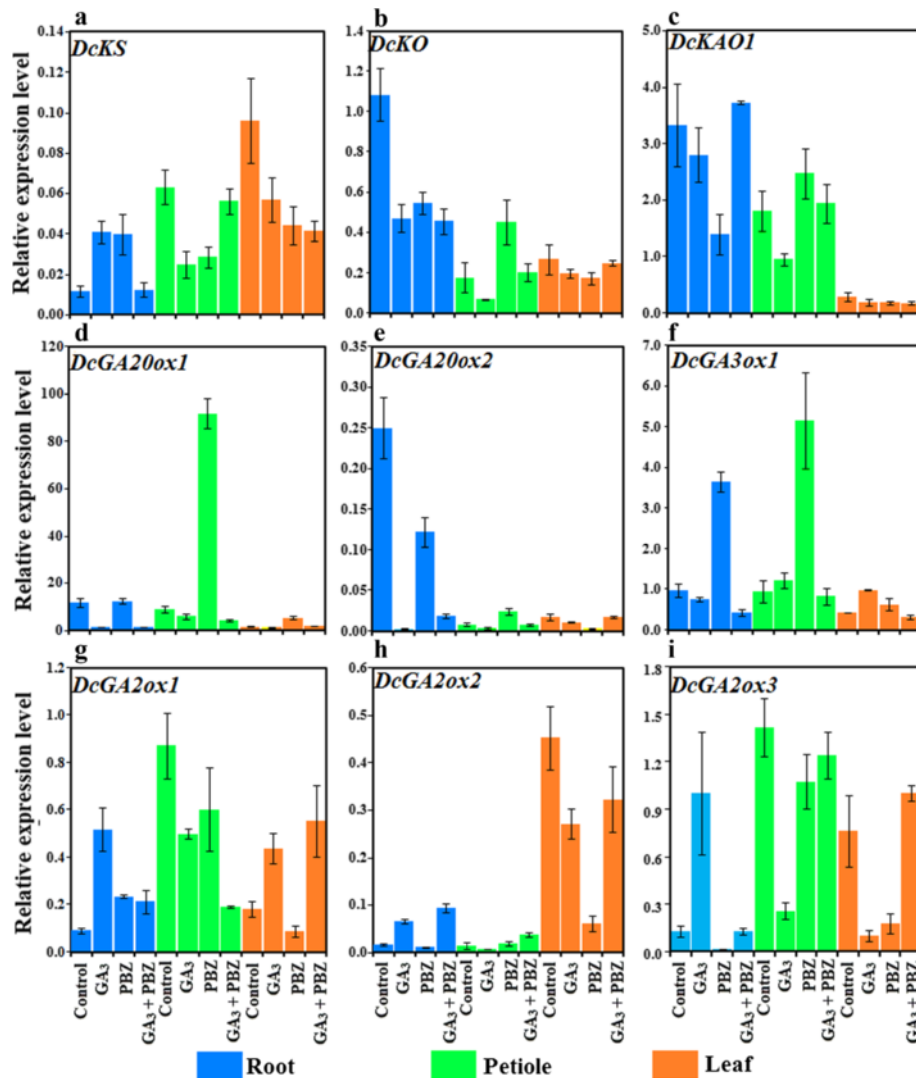 a
DcKS
b
DcKO
c
DcKAO1
Relative expression level
0.14
0.12
0.10
0.08
0.06
0.04
0.02
0.00
1.4
1.2
1.0
0.8
0.6
0.4
0.2
0.0
5.0
4.0
3.0
2.0
1.0
0.0
d
DcGA20ox1
e
DcGA20ox2
f
DcGA3ox1
Relative expression level
120
100
80
60
40
20
0
0.35
0.30
0.25
0.20
0.15
0.10
0.05
0.00
7.0
6.0
5.0
4.0
3.0
2.0
1.0
0.0
g
DcGA2ox1
h
DcGA2ox2
i
DcGA2ox3
Relative expression level
1.2
1.0
0.8
0.6
0.4
0.2
0.0
0.6
0.5
0.4
0.3
0.2
0.1
0.0
1.8
1.5
1.2
0.9
0.6
0.3
0.0
Control
GA3
PBZ
GA3 + PBZ
Control
GA3
PBZ
GA3 + PBZ
Control
GA3
PBZ
GA3 + PBZ
Control
GA3
PBZ
GA3 + PBZ
Control
GA3
PBZ
GA3 + PBZ
Control
GA3
PBZ
GA3 + PBZ
Control
GA3
PBZ
GA3 + PBZ
Control
GA3
PBZ
GA3 + PBZ
Control
GA3
PBZ
GA3 + PBZ
Root
Petiole
Leaf